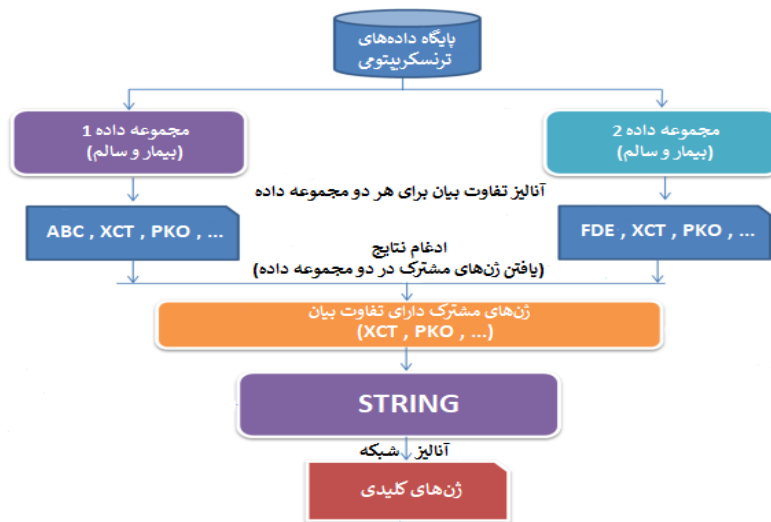 پایگاه داده‌های
ترنسکریپتومی
مجموعه داده 1
(بیمار و سالم)
مجموعه داده 2
(بیمار و سالم)
آنالیز تفاوت بیان برای هر دو مجموعه داده
ABC , XCT , PKO , ...
FDE , XCT , PKO , ...
ادغام نتایج
(یافتن ژن‌های مشترک در دو مجموعه داده)
ژن‌های مشترک دارای تفاوت بیان
(XCT , PKO , ...)
STRING
آنالیز شبکه
ژن‌های کلیدی